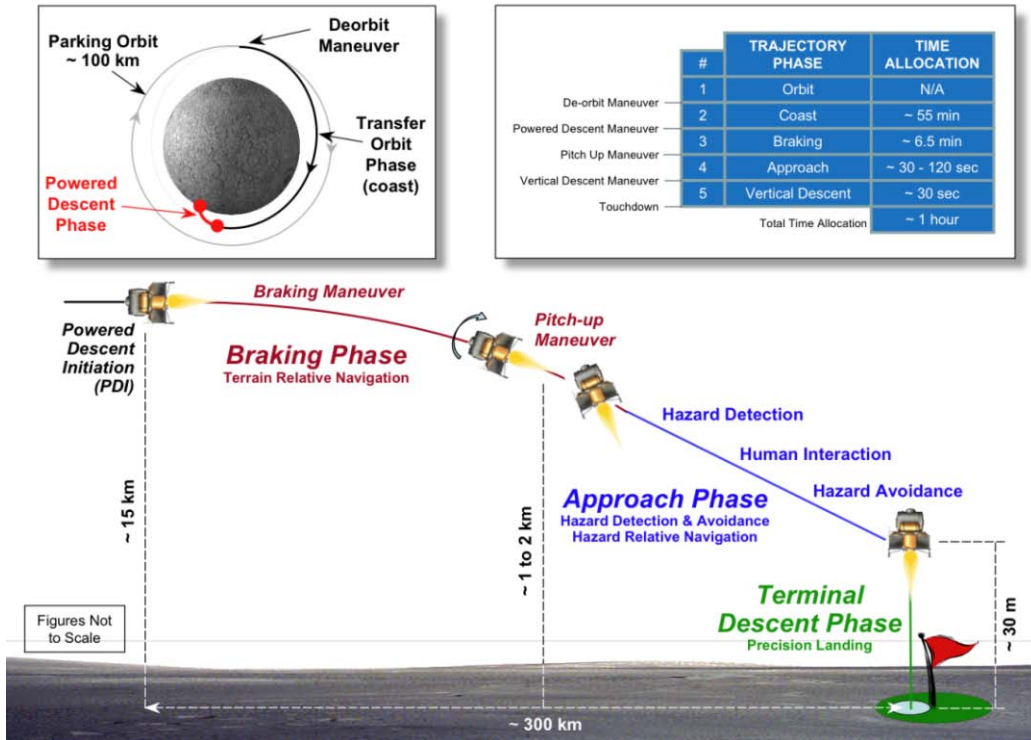 Parking Orbit
~ 100 km
Deorbit
Maneuver
Transfer
Orbit
Phase
(coast)
Powered
Descent
Phase
# TRAJECTORY PHASE TIME ALLOCATION
1 Orbit N/A
De-orbit Maneuver
2 Coast ~ 55 min
Powered Descent Maneuver
3 Braking ~ 6.5 min
Pitch Up Maneuver
4 Approach ~ 30 - 120 sec
Vertical Descent Maneuver
5 Vertical Descent ~ 30 sec
Touchdown
Total Time Allocation ~ 1 hour
Powered
Descent
Initiation
(PDI)
Braking Maneuver
Braking Phase
Terrain Relative Navigation
Pitch-up
Maneuver
Hazard Detection
Human Interaction
Hazard Avoidance
Approach Phase
Hazard Detection & Avoidance
Hazard Relative Navigation
~ 15 km
~ 1 to 2 km
Terminal
Descent Phase
Precision Landing
~ 30 m
Figures Not
to Scale
~ 300 km